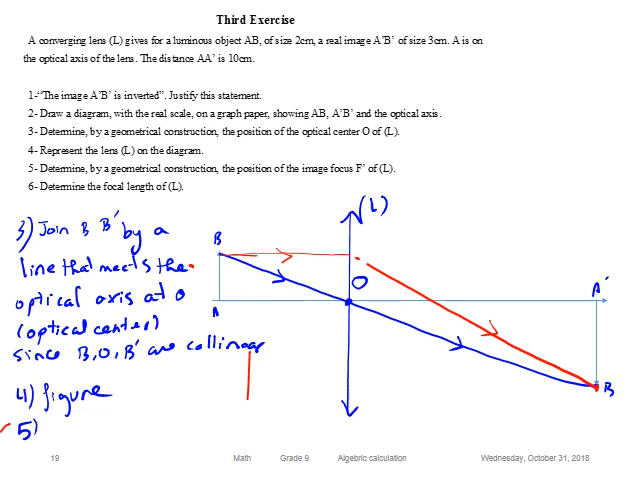 Third Exercise
A converging lens (L) gives for a luminous object AB, of size 2cm, a real image A'B' of size 3cm. A is on
the optical axis of the lens. The distance AA' is 10cm.
1-"The image A'B' is inverted". Justify this statement.
2- Draw a diagram, with the real scale, on a graph paper, showing AB, A'B' and the optical axis.
3- Determine, by a geometrical construction, the position of the optical center O of (L).
4- Represent the lens (L) on the diagram.
5- Determine, by a geometrical construction, the position of the image focus F' of (L).
6- Determine the focal length of (L).
3) Join B B' by a
line that meets the
optical axis at O
(optical center)
since B, O, B' are collinear
4) figure
5)
(L)
B
O
A
A'
B
19
Math
Grade 9
Algebric calculation
Wednesday, October 31, 2018